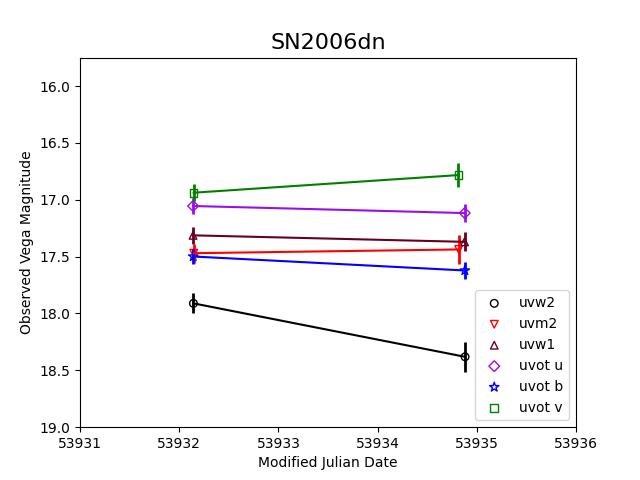 SN2006dn
16.0
16.5
17.0
17.5
18.0
18.5
19.0
Observed Vega Magnitude
53931 53932 53933 53934 53935 53936
Modified Julian Date
uvw2
uvm2
uvw1
uvot u
uvot b
uvot v